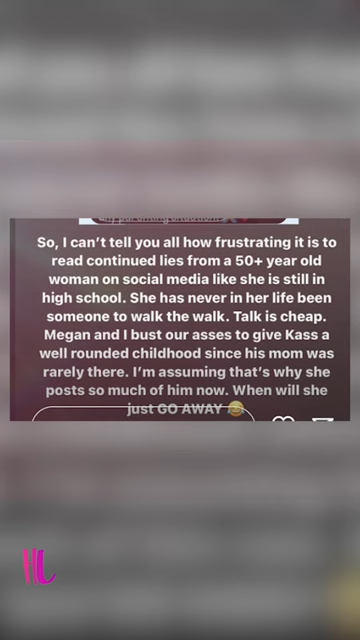 So, I can't tell you all how frustrating it is to
read continued lies from a 50+ year old
woman on social media like she is still in
high school. She has never in her life been
someone to walk the walk. Talk is cheap.
Megan and I bust our asses to give Kass a
well rounded childhood since his mom was
rarely there. I'm assuming that's why she
posts so much of him now. When will she
just GO AWAY 😂
HL